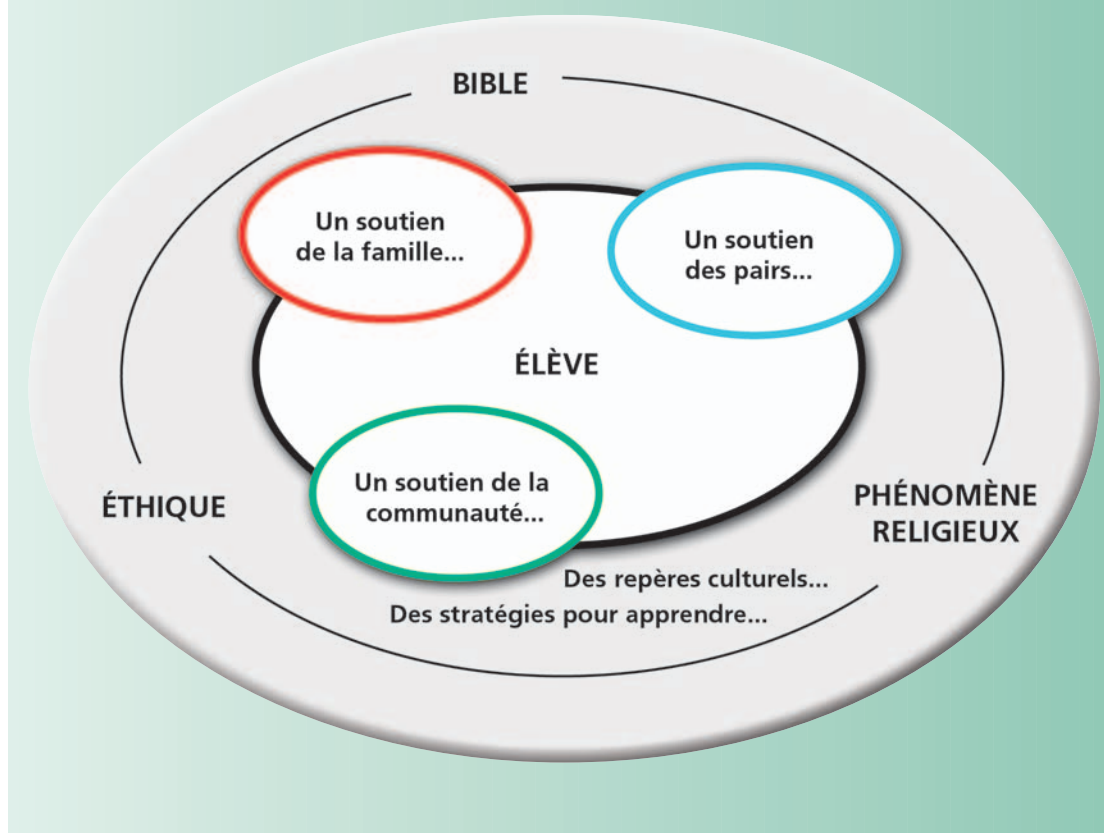 BIBLE
Un soutien
de la famille...
Un soutien
des pairs...
ÉLÈVE
Un soutien de la
communauté...
ÉTHIQUE
PHÉNOMÈNE
RELIGIEUX
Des repères culturels...
Des stratégies pour apprendre...